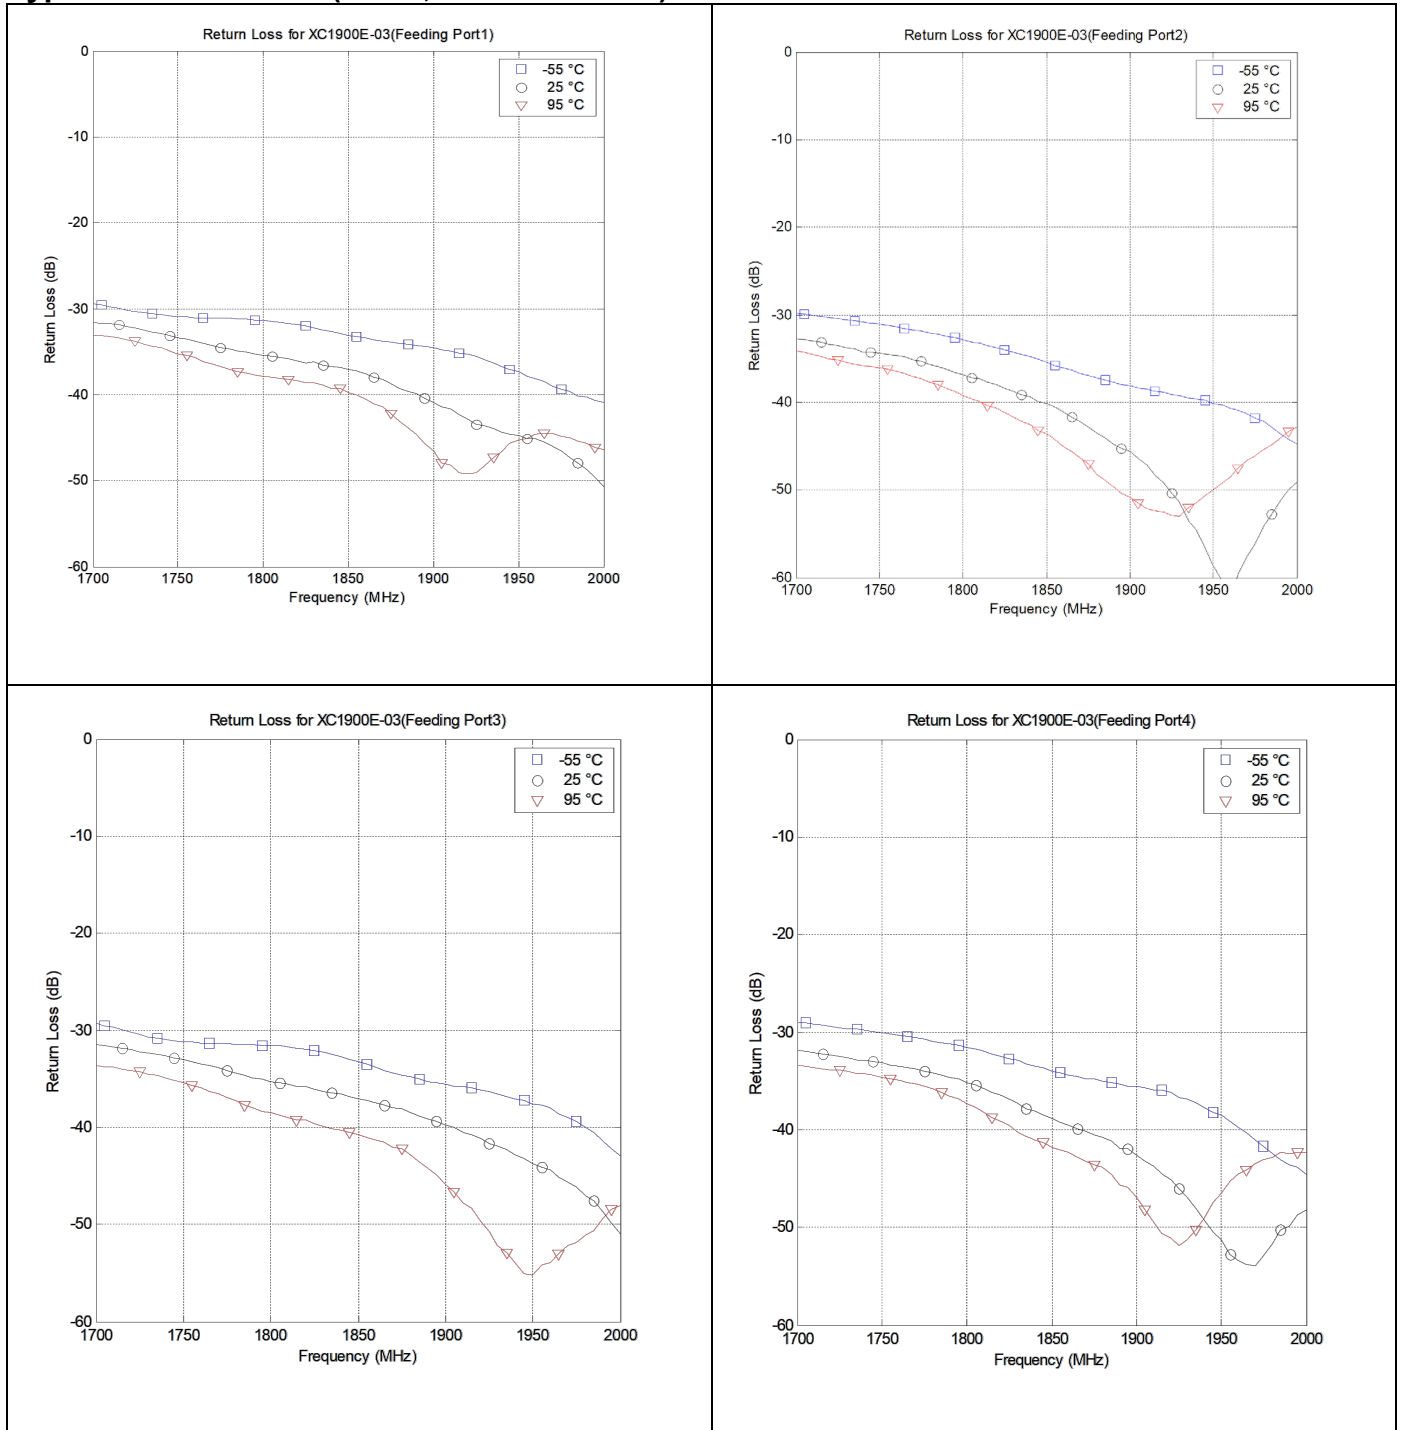 Return Loss for XC1900E-03(Feeding Port1)
0
-10
-20
-30
-40
-50
-60
Return Loss (dB)
-55 °C
25 °C
95 °C
1700 1750 1800 1850 1900 1950 2000
Frequency (MHz)
Return Loss for XC1900E-03(Feeding Port2)
0
-10
-20
-30
-40
-50
-60
Return Loss (dB)
-55 °C
25 °C
95 °C
1700 1750 1800 1850 1900 1950 2000
Frequency (MHz)
Return Loss for XC1900E-03(Feeding Port3)
0
-10
-20
-30
-40
-50
-60
Return Loss (dB)
-55 °C
25 °C
95 °C
1700 1750 1800 1850 1900 1950 2000
Frequency (MHz)
Return Loss for XC1900E-03(Feeding Port4)
0
-10
-20
-30
-40
-50
-60
Return Loss (dB)
-55 °C
25 °C
95 °C
1700 1750 1800 1850 1900 1950 2000
Frequency (MHz)